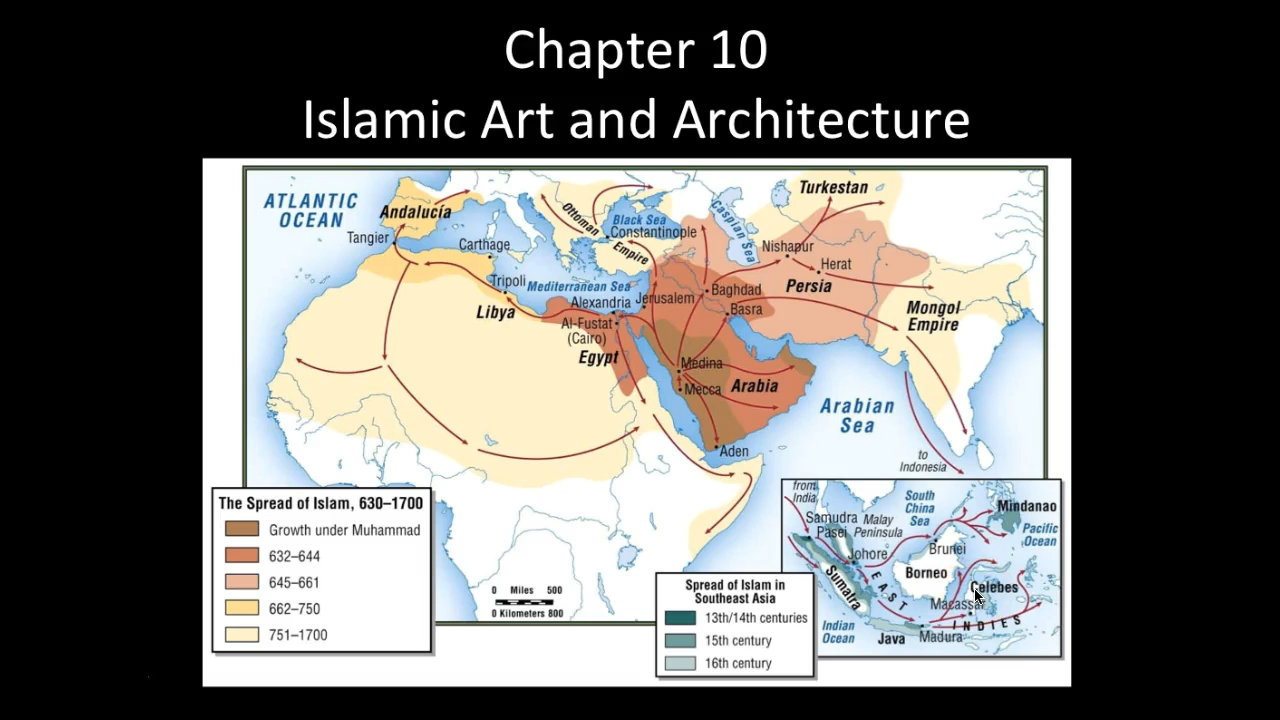 Chapter 10
Islamic Art and Architecture
ATLANTIC
OCEAN
Andalucía
Tangier
Carthage
Tripoli
Libya
Mediterranean Sea
Alexandria
Al-Fustat
(Cairo)
Egypt
Ottoman
Empire
Black Sea
Constantinople
Caspian Sea
Turkestan
Nishapur
Herat
Persia
Jerusalem
Baghdad
Basra
Mongol
Empire
Medina
Mecca
Arabia
Aden
Arabian
Sea
to
Indonesia
The Spread of Islam, 630–1700
Growth under Muhammad
632–644
645–661
662–750
751–1700
0 Miles 500
0 Kilometers 800
Spread of Islam in
Southeast Asia
13th/14th centuries
15th century
16th century
from
India
Samudra
Pasei
Malay
Peninsula
South
China
Sea
Mindanao
Pacific
Ocean
Johore
Brunei
Borneo
Sumatra
Celebes
Macassar
EAST
INDIES
Indian
Ocean
Java
Madura